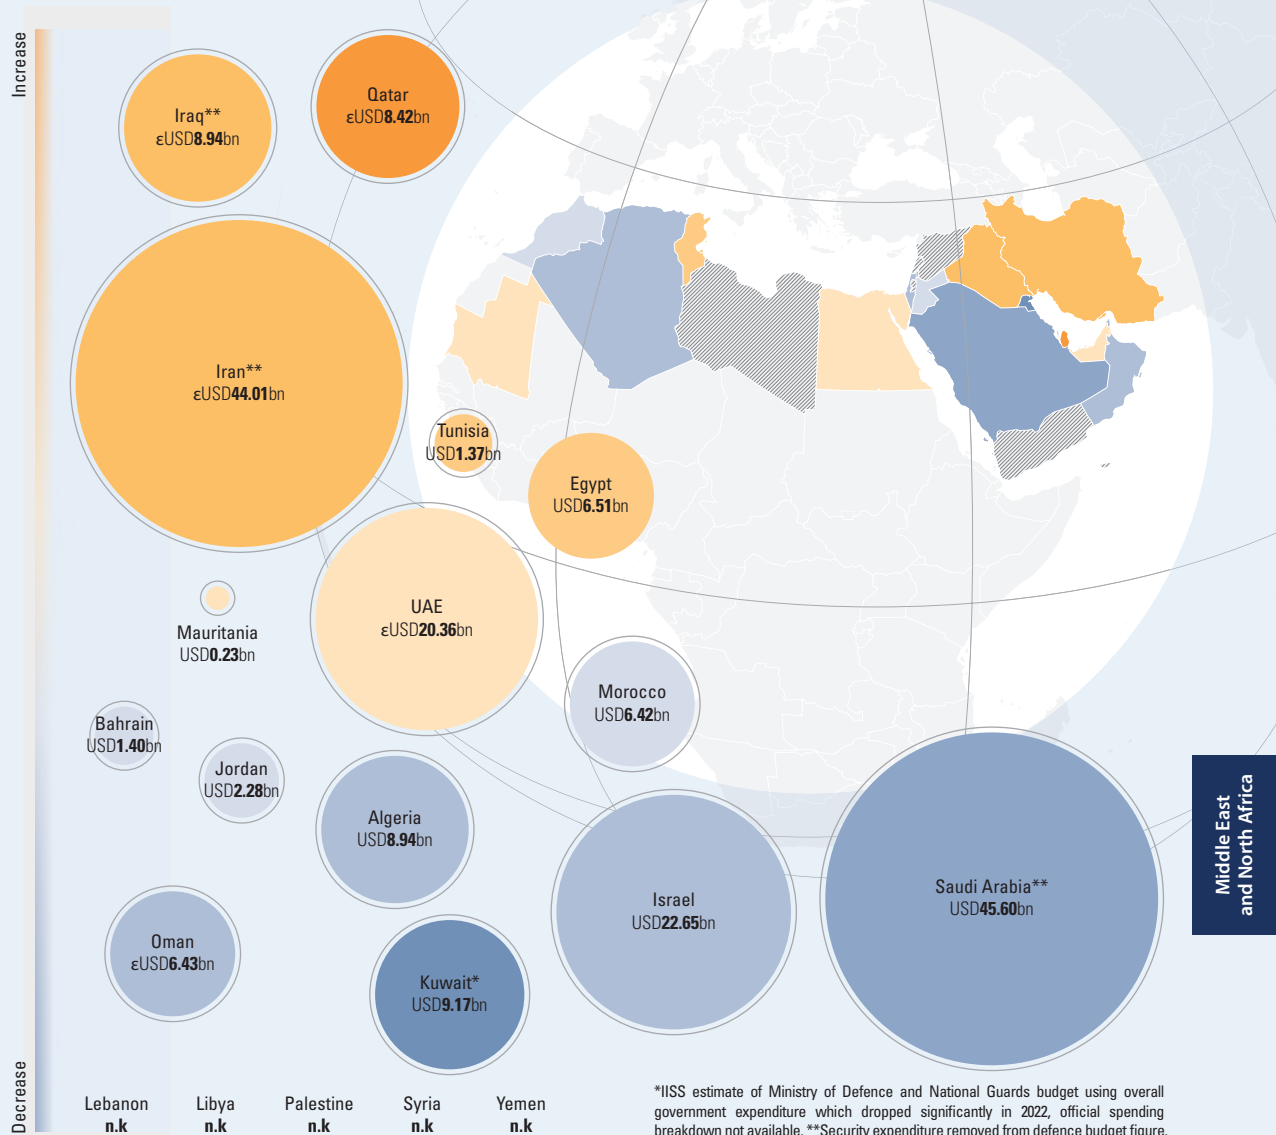 Increase
Iraq**
εUSD8.94bn
Qatar
εUSD8.42bn
Iran**
εUSD44.01bn
Tunisia
USD1.37bn
Egypt
USD6.51bn
UAE
εUSD20.36bn
Mauritania
USD0.23bn
Morocco
USD6.42bn
Bahrain
USD1.40bn
Jordan
USD2.28bn
Algeria
USD8.94bn
Israel
USD22.65bn
Saudi Arabia**
USD45.60bn
Oman
εUSD6.43bn
Kuwait*
USD9.17bn
Middle East
and North Africa
Decrease
Lebanon
n.k
Libya
n.k
Palestine
n.k
Syria
n.k
Yemen
n.k
*IISS estimate of Ministry of Defence and National Guards budget using overall
government expenditure which dropped significantly in 2022, official spending
breakdown not available. **Security expenditure removed from defence budget figure.